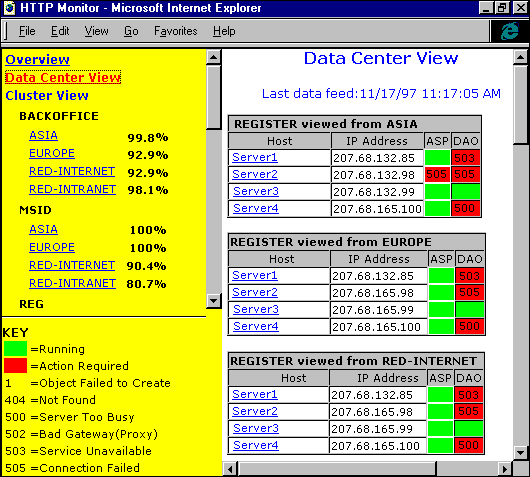 HTTP Monitor - Microsoft Internet Explorer
File Edit View Go Favorites Help
Overview
Data Center View
Cluster View
BACKOFFICE
ASIA 99.8%
EUROPE 92.9%
RED-INTERNET 92.9%
RED-INTRANET 98.1%
MSID
ASIA 100%
EUROPE 100%
RED-INTERNET 90.4%
RED-INTRANET 80.7%
REG
KEY
=Running
=Action Required
1 =Object Failed to Create
404 =Not Found
500 =Server Too Busy
502 =Bad Gateway(Proxy)
503 =Service Unavailable
505 =Connection Failed
Data Center View
Last data feed:11/17/97 11:17:05 AM
REGISTER viewed from ASIA
Host IP Address ASP DAO
Server1 207.68.132.85 503
Server2 207.68.132.98 505 505
Server3 207.68.132.99
Server4 207.68.165.100 500
REGISTER viewed from EUROPE
Host IP Address ASP DAO
Server1 207.68.132.85 503
Server2 207.68.165.98 505
Server3 207.68.165.99
Server4 207.68.165.100 500
REGISTER viewed from RED-INTERNET
Host IP Address ASP DAO
Server1 207.68.132.85 503
Server2 207.68.165.98 505
Server3 207.68.165.99
Server4 207.68.165.100 500